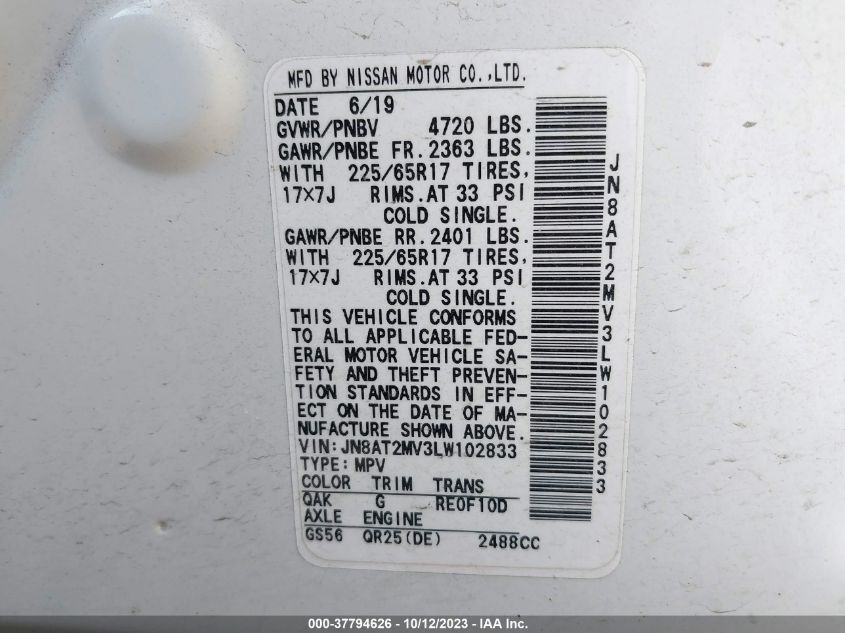 MFD BY NISSAN MOTOR CO.,LTD.
DATE 6/19
GVWR/PNBV 4720 LBS.
GAWR/PNBE FR. 2363 LBS.
WITH 225/65R17 TIRES,
17×7J RIMS.AT 33 PSI
COLD SINGLE.
GAWR/PNBE RR. 2401 LBS.
WITH 225/65R17 TIRES,
17×7J RIMS.AT 33 PSI
COLD SINGLE.
THIS VEHICLE CONFORMS
TO ALL APPLICABLE FED-
ERAL MOTOR VEHICLE SA-
FETY AND THEFT PREVEN-
TION STANDARDS IN EFF-
ECT ON THE DATE OF MA-
NUFACTURE SHOWN ABOVE.
VIN:JN8AT2MV3LW102833
TYPE:MPV
COLOR TRIM TRANS
QAK G RE0F10D
AXLE ENGINE
GS56 QR25(DE) 2488CC
JN8AT2MV3LW102833
000-37794626 - 10/12/2023 - IAA Inc.